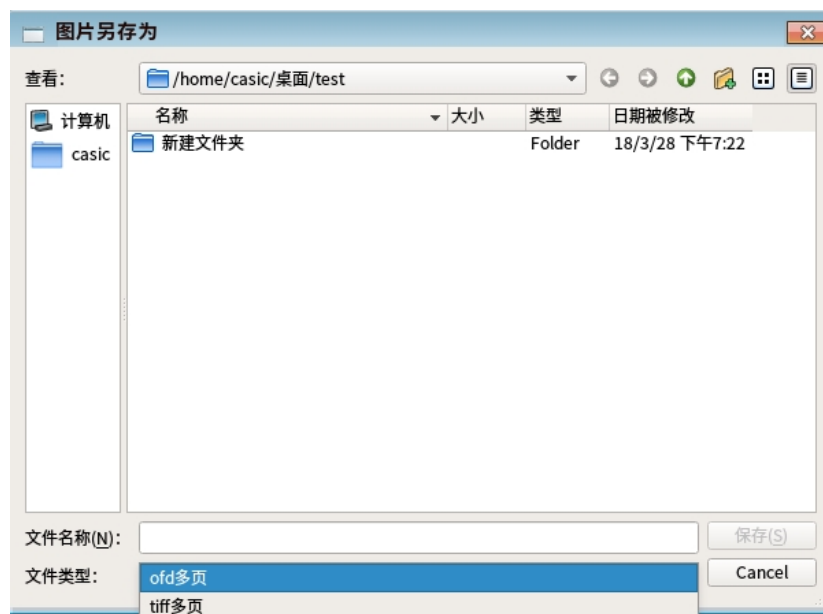 图片另存为
查看: /home/casic/桌面/test
计算机
casic
名称 大小 类型 日期被修改
新建文件夹 Folder 18/3/28 下午7:22
文件名称(N): 保存(S)
文件类型: ofd多页 Cancel
tiff多页